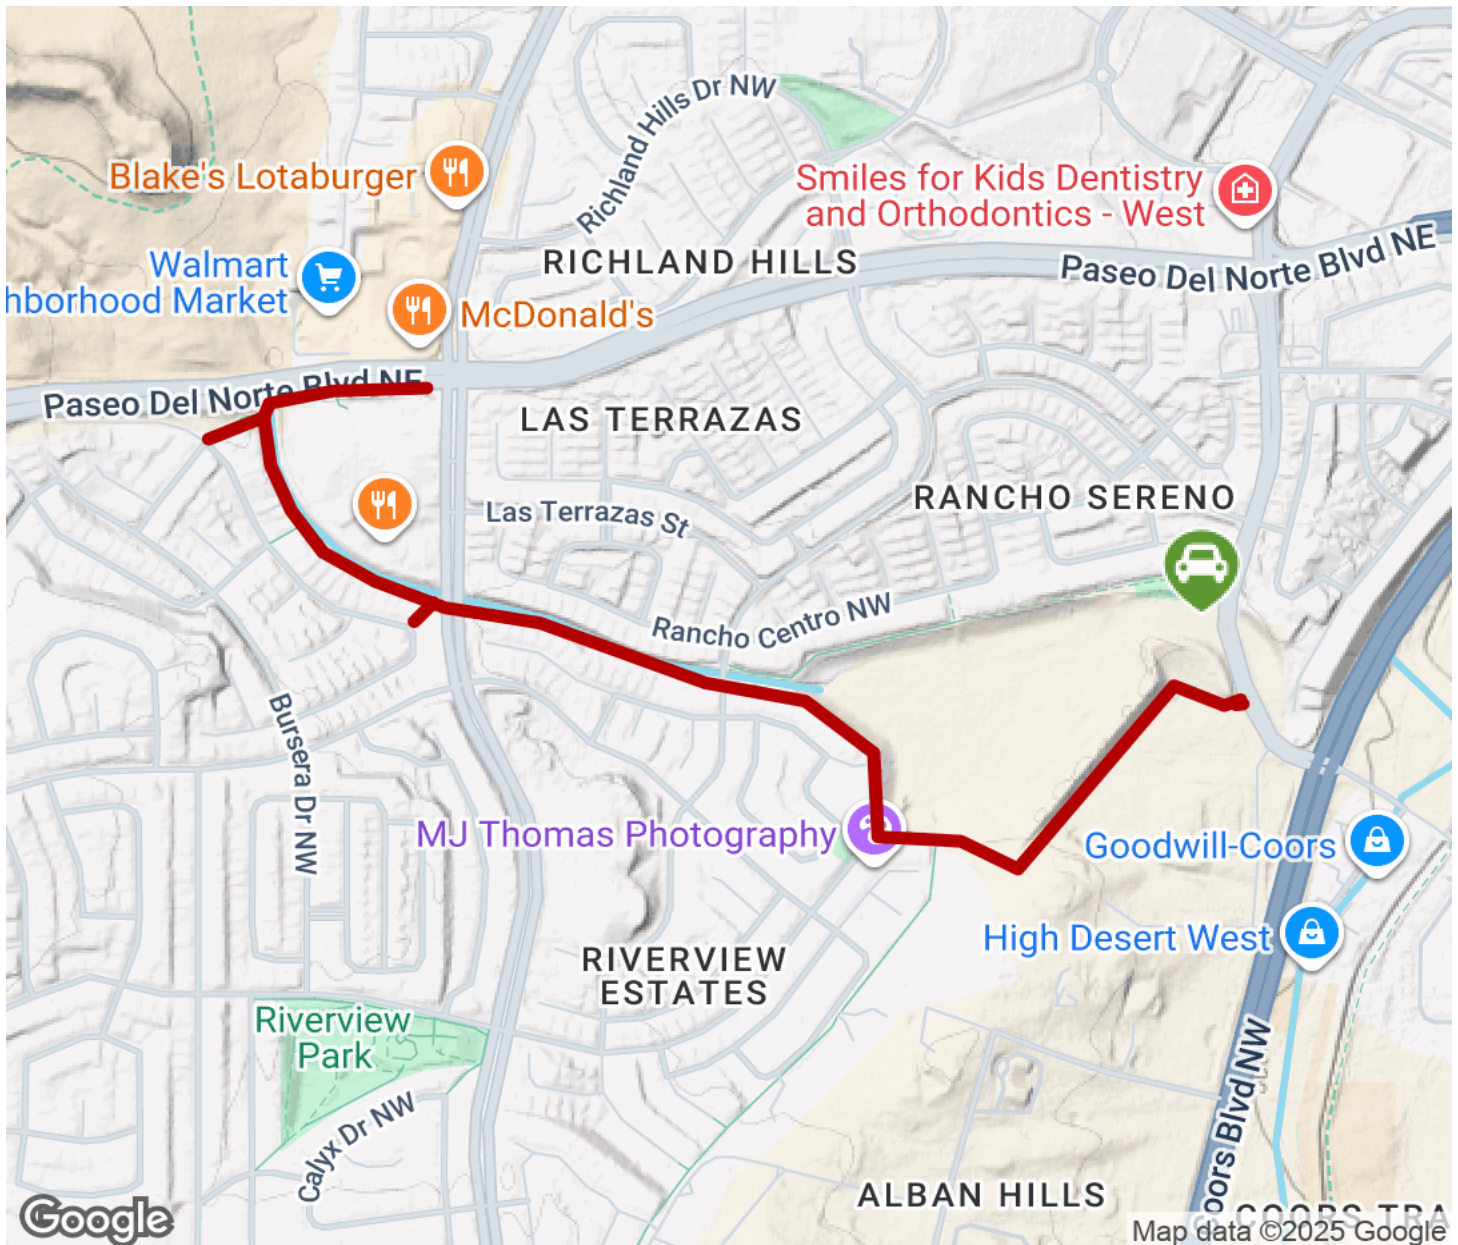 Richland Hills Dr NW
Blake's Lotaburger
Smiles for Kids Dentistry
and Orthodontics - West
Paseo Del Norte Blvd NE
RICHLAND HILLS
Walmart
hborhood Market
McDonald's
Paseo Del Norte Blvd NE
LAS TERRAZAS
RANCHO SERENO
Las Terrazas St
Rancho Centro NW
Bursera Dr NW
MJ Thomas Photography
Goodwill-Coors
High Desert West
RIVERVIEW
ESTATES
Riverview
Park
Calyx Dr NW
oors Blvd NW
ALBAN HILLS
COORS TRA
Google
Map data ©2025 Google